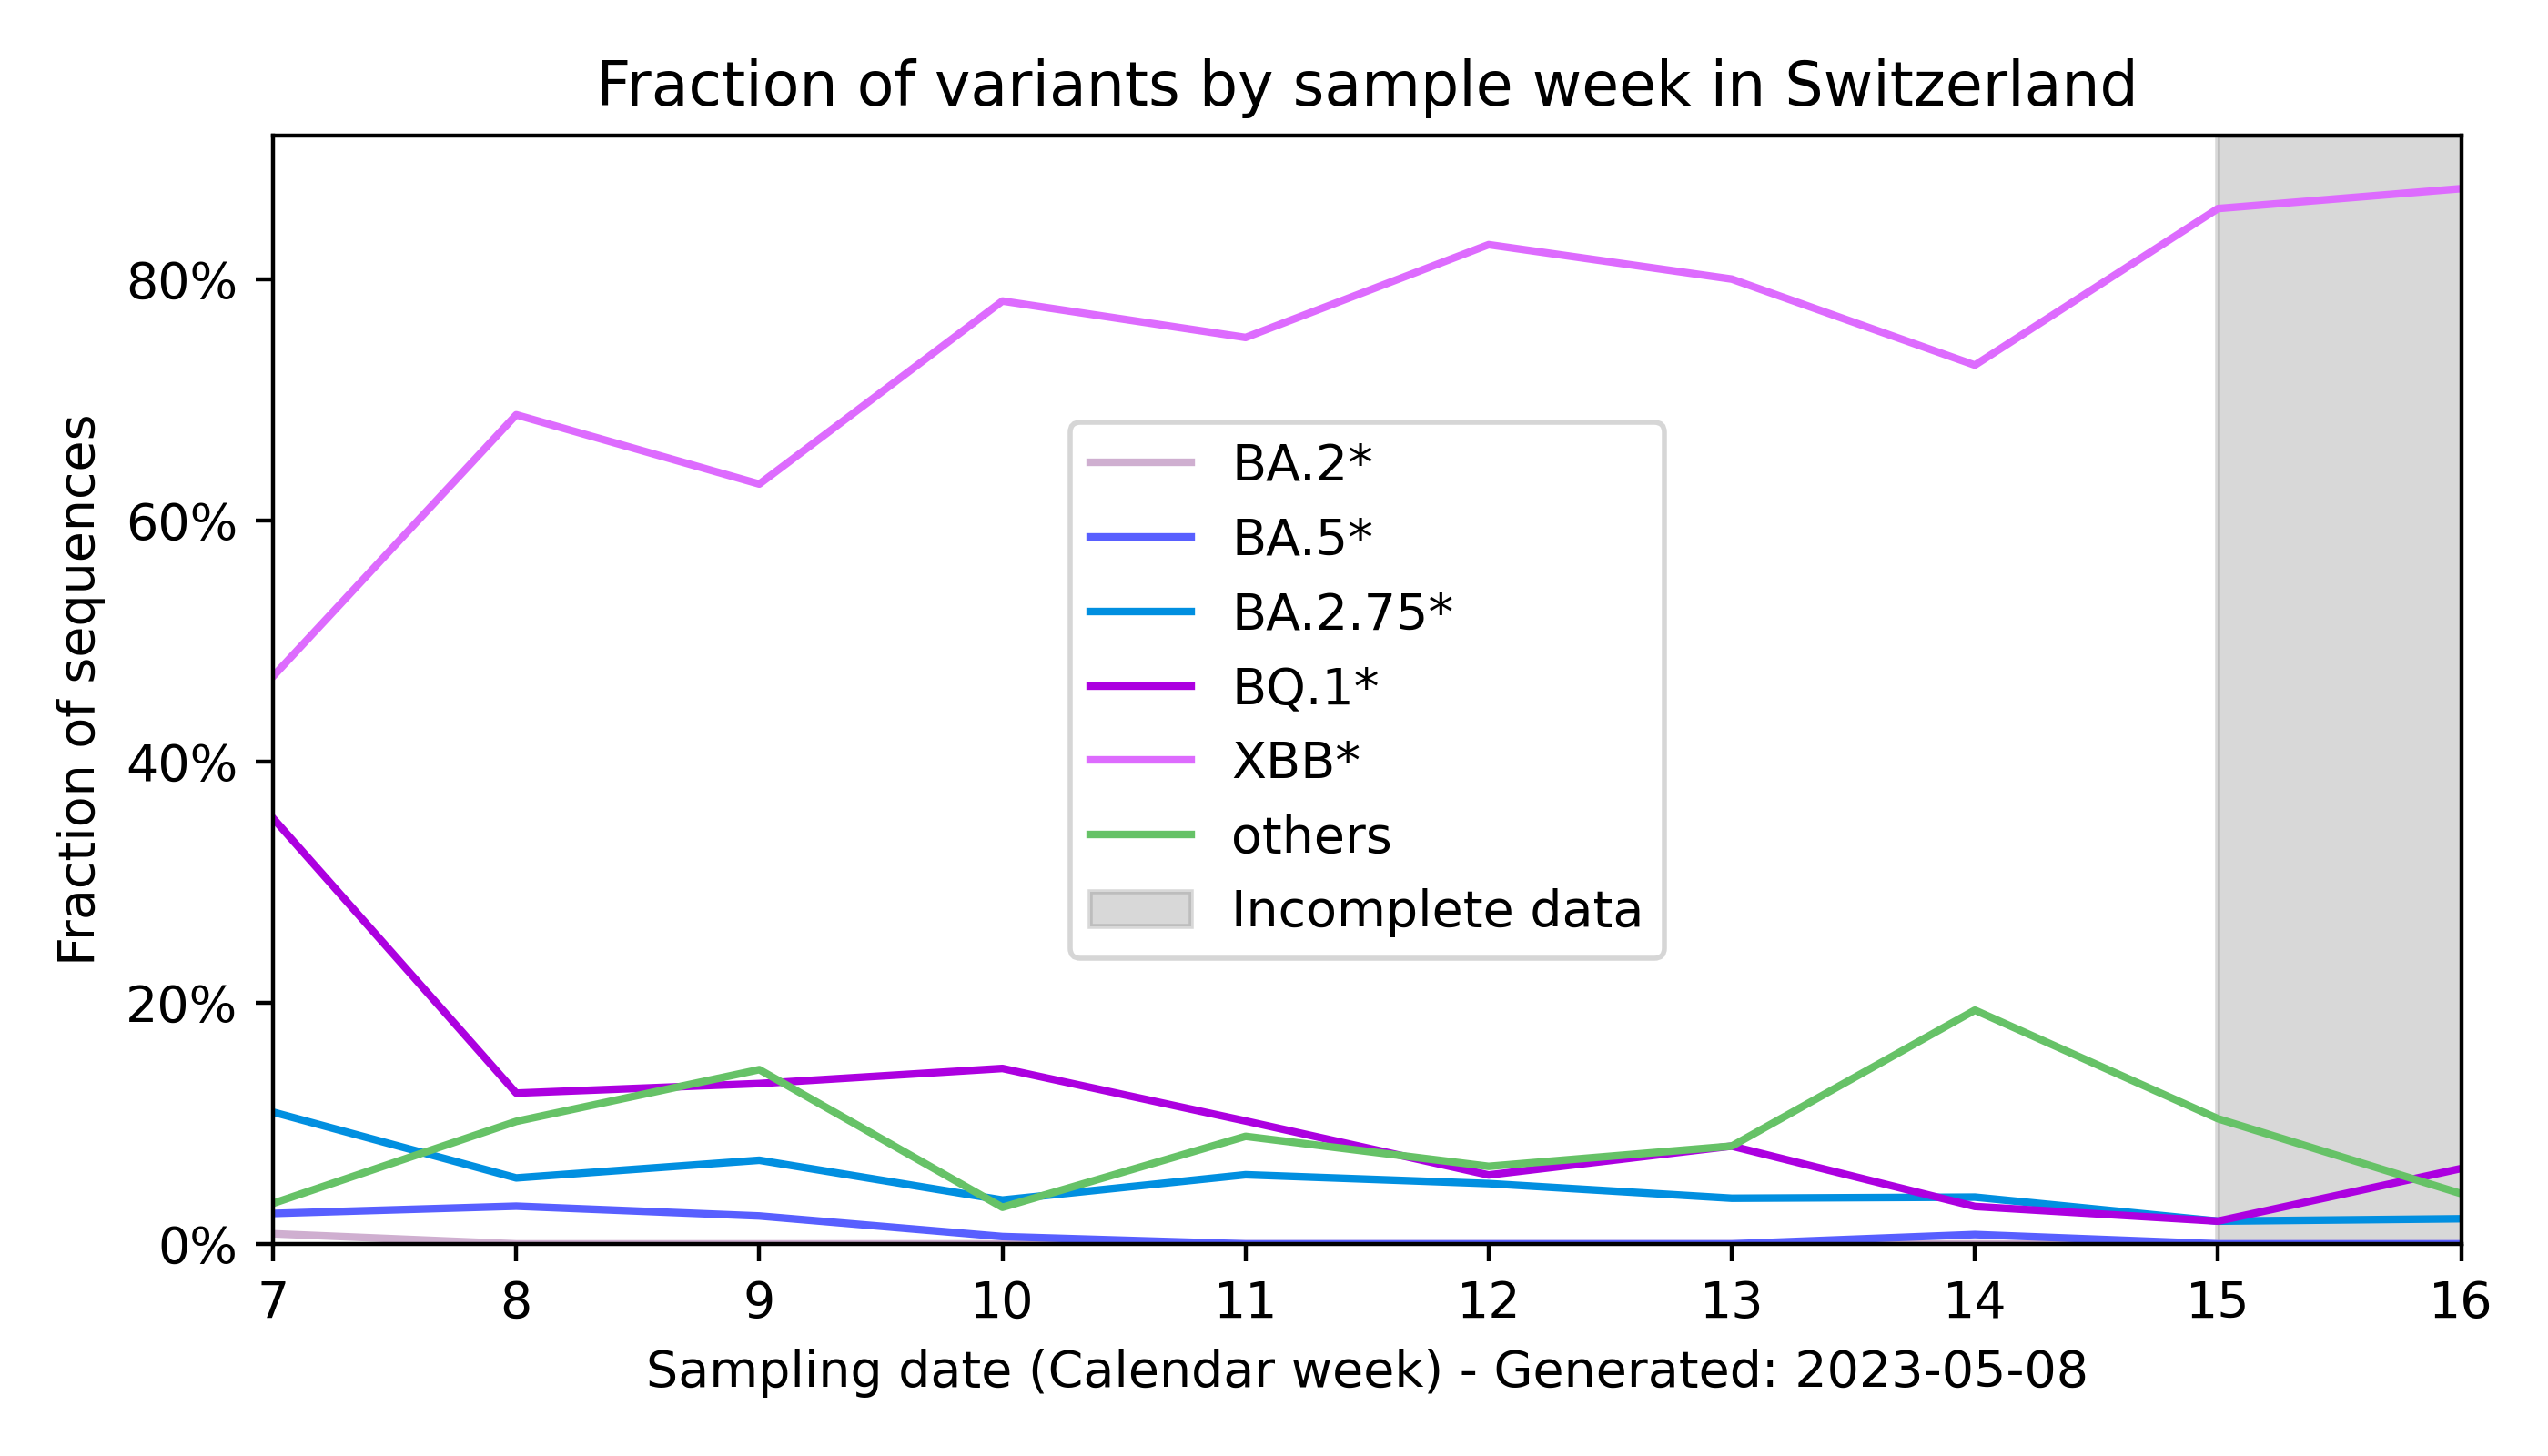 Fraction of variants by sample week in Switzerland
Fraction of sequences
80%
60%
40%
20%
0%
BA.2*
BA.5*
BA.2.75*
BQ.1*
XBB*
others
Incomplete data
7 8 9 10 11 12 13 14 15 16
Sampling date (Calendar week) - Generated: 2023-05-08